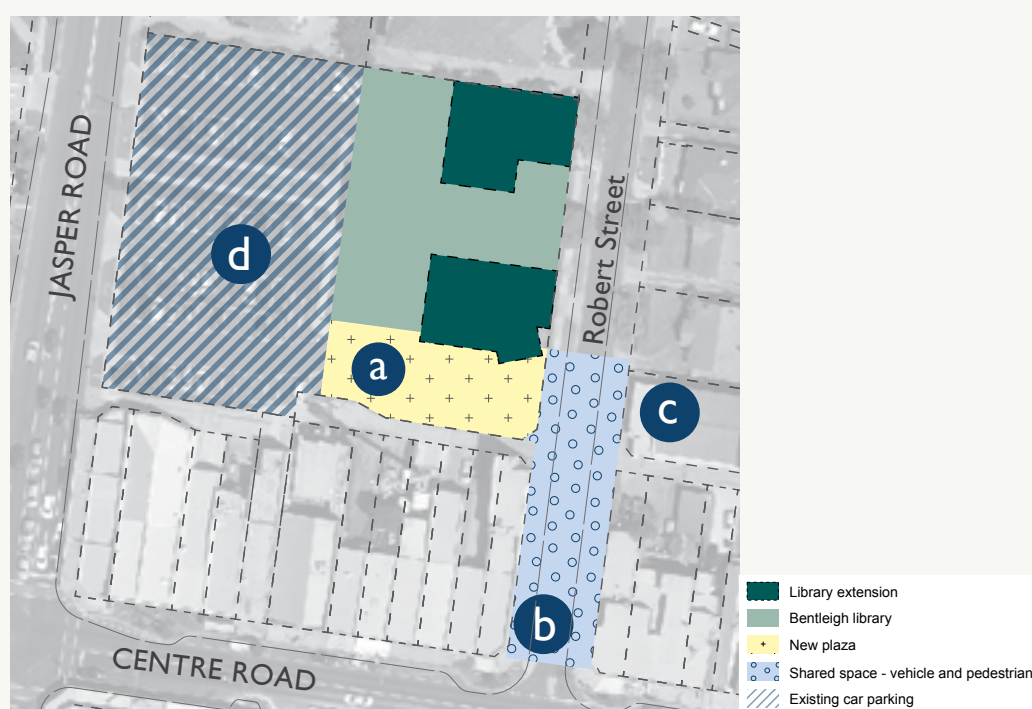 JASPER ROAD
Robert Street
d
a
c
b
CENTRE ROAD
Library extension
Bentleigh library
New plaza
Shared space - vehicle and pedestrian
Existing car parking